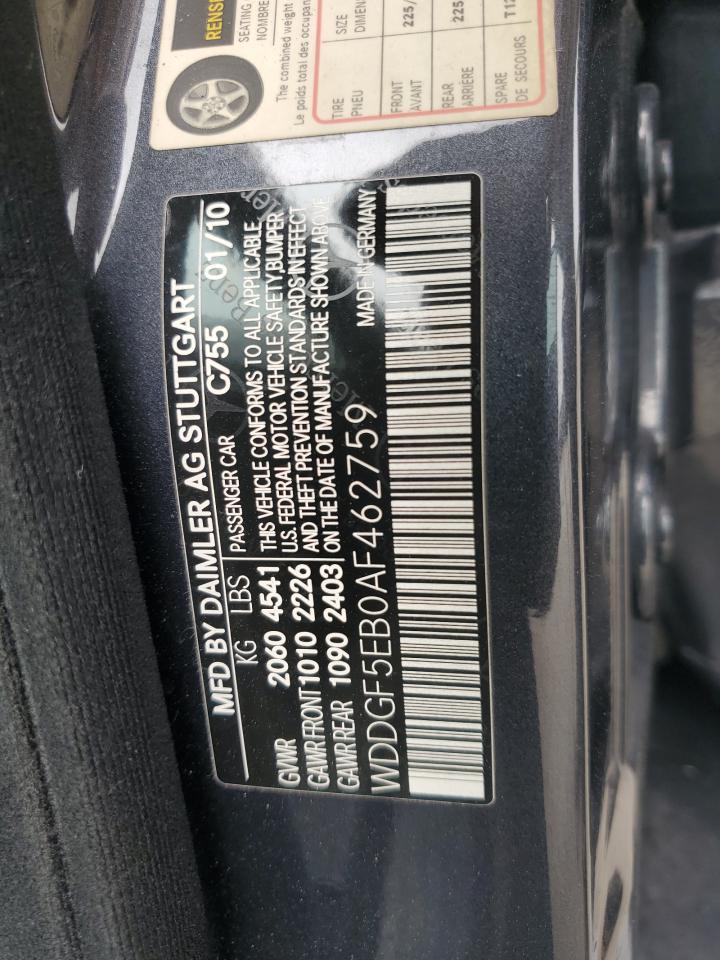 MFD BY DAIMLER AG STUTTGART
KG LBS
C755 01/10
GVWR 2060 4541
GAWR FRONT 1010 2226
GAWR REAR 1090 2403
PASSENGER CAR
THIS VEHICLE CONFORMS TO ALL APPLICABLE
U.S. FEDERAL MOTOR VEHICLE SAFETY, BUMPER
AND THEFT PREVENTION STANDARDS IN EFFECT
ON THE DATE OF MANUFACTURE SHOWN ABOVE
WDDGF5EB0AF462759
MADE IN GERMANY
SEATING
NOMBRE
The combined weight
Le poids total des occupan
TIRE SIZE
PNEU DIMEN
FRONT 225/
AVANT
REAR 225
ARRIÈRE
SPARE T12
DE SECOURS